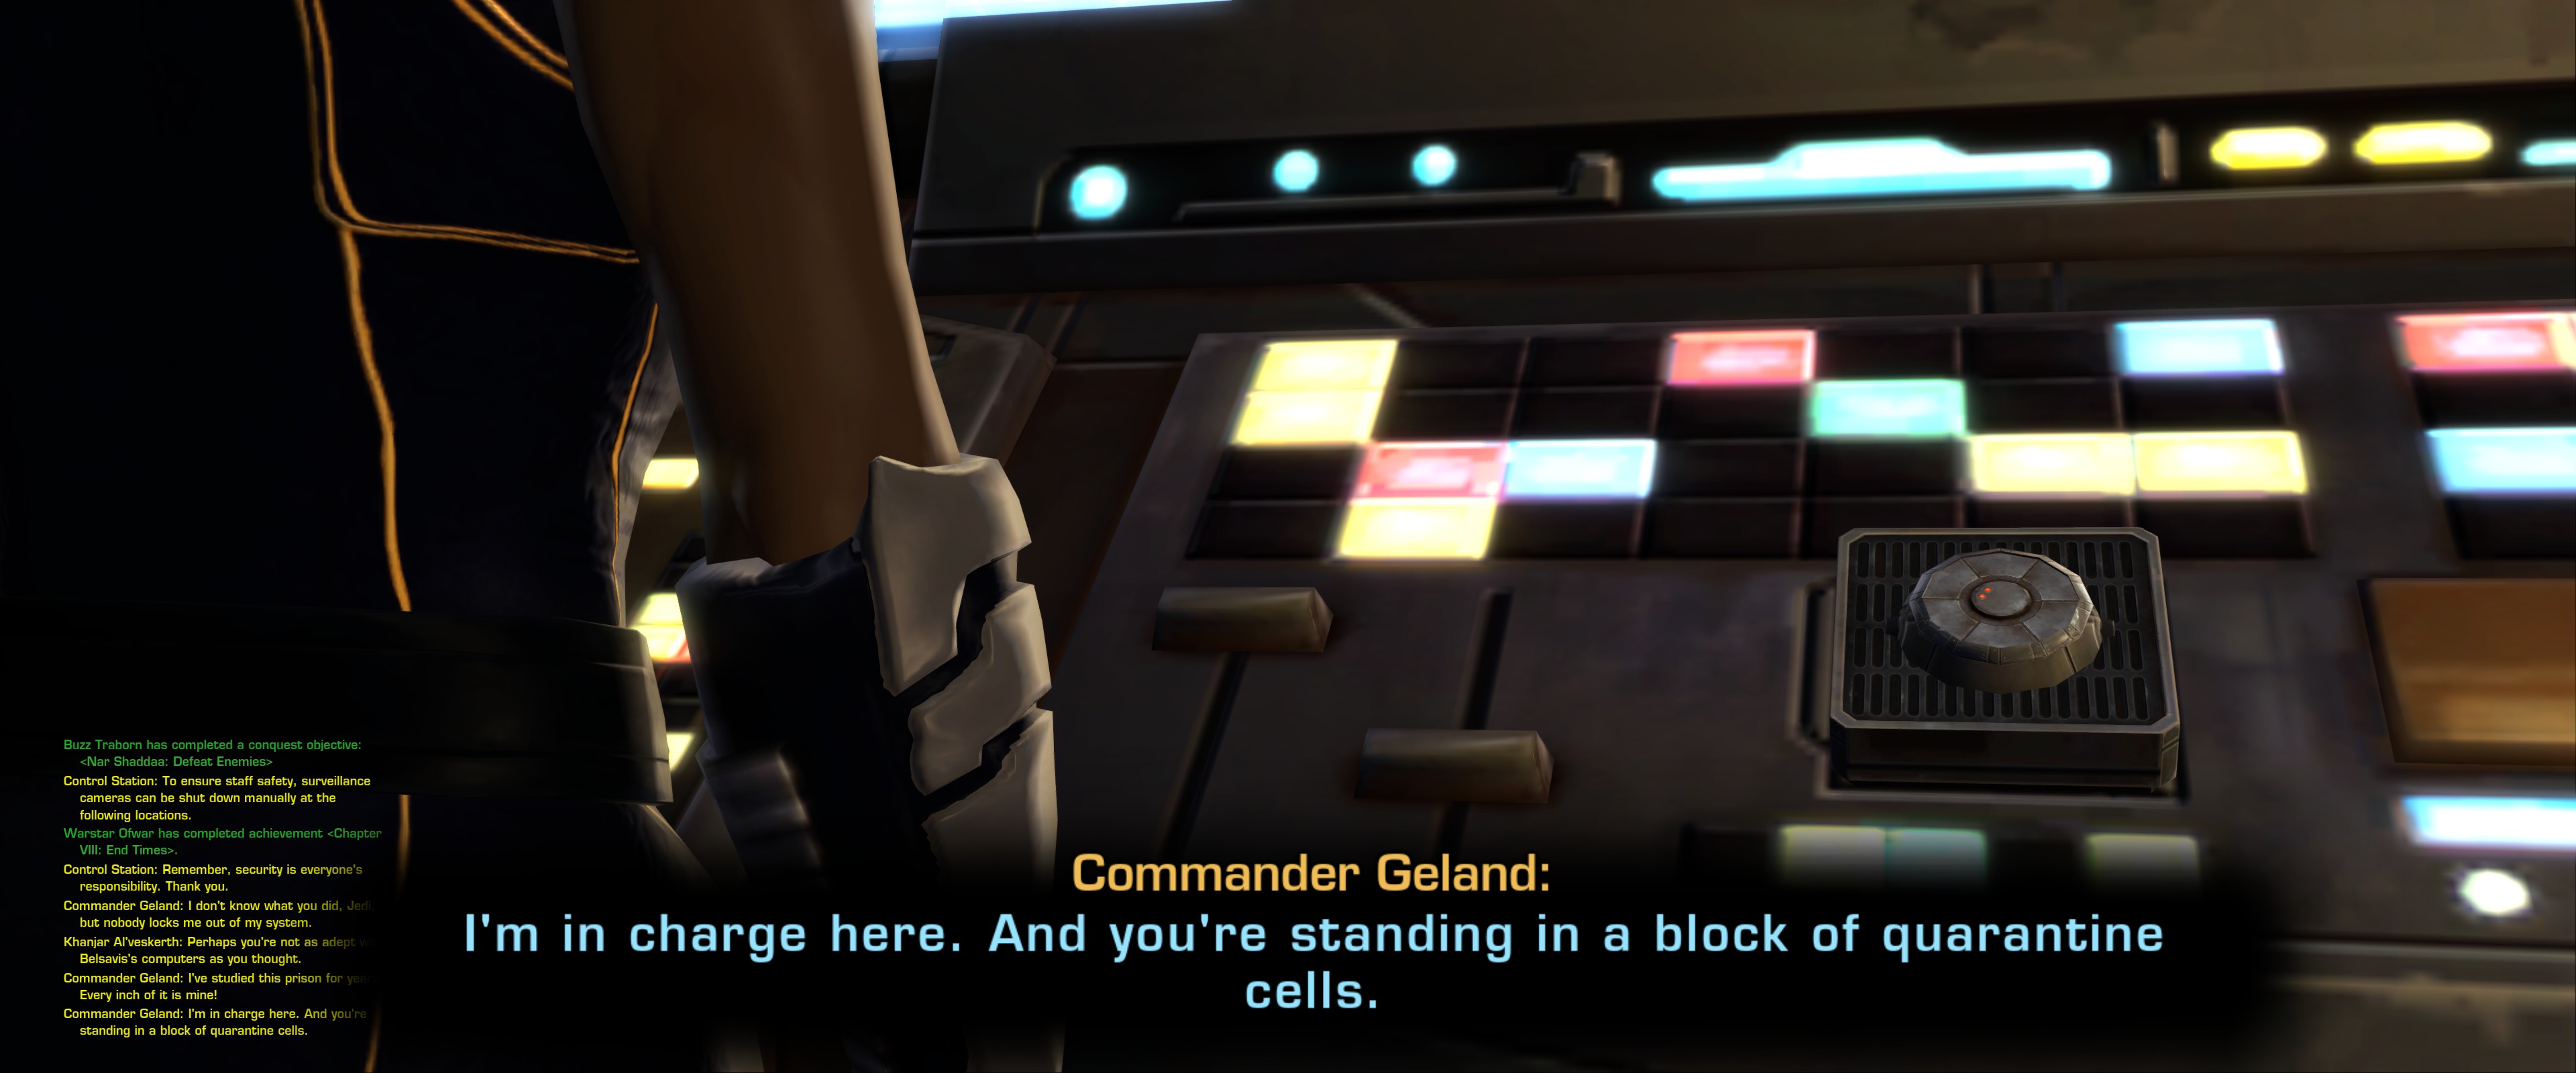 Buzz Traborn has completed a conquest objective:
<Nar Shaddaa: Defeat Enemies>
Control Station: To ensure staff safety, surveillance
cameras can be shut down manually at the
following locations.
Warstar Ofwar has completed achievement <Chapter
VIII: End Times>.
Control Station: Remember, security is everyone's
responsibility. Thank you.
Commander Geland: I don't know what you did, Jedi,
but nobody locks me out of my system.
Khanjar Al'veskerth: Perhaps you're not as adept
Belsavis's computers as you thought.
Commander Geland: I've studied this prison for
Every inch of it is mine!
Commander Geland: I'm in charge here. And you're
standing in a block of quarantine cells.
Commander Geland:
I'm in charge here. And you're standing in a block of quarantine
cells.